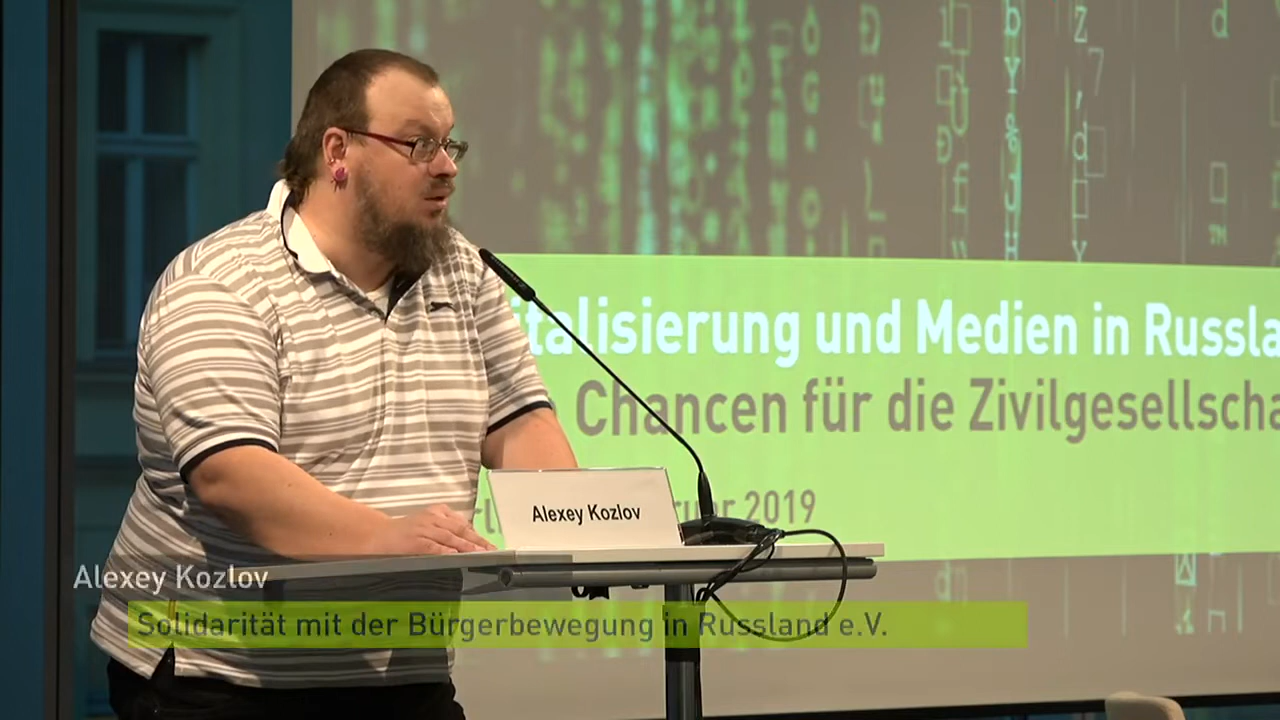 italisierung und Medien in Russla
Chancen für die Zivilgesellscha
2019
Alexey Kozlov
Alexey Kozlov
Solidarität mit der Bürgerbewegung in Russland e.V.